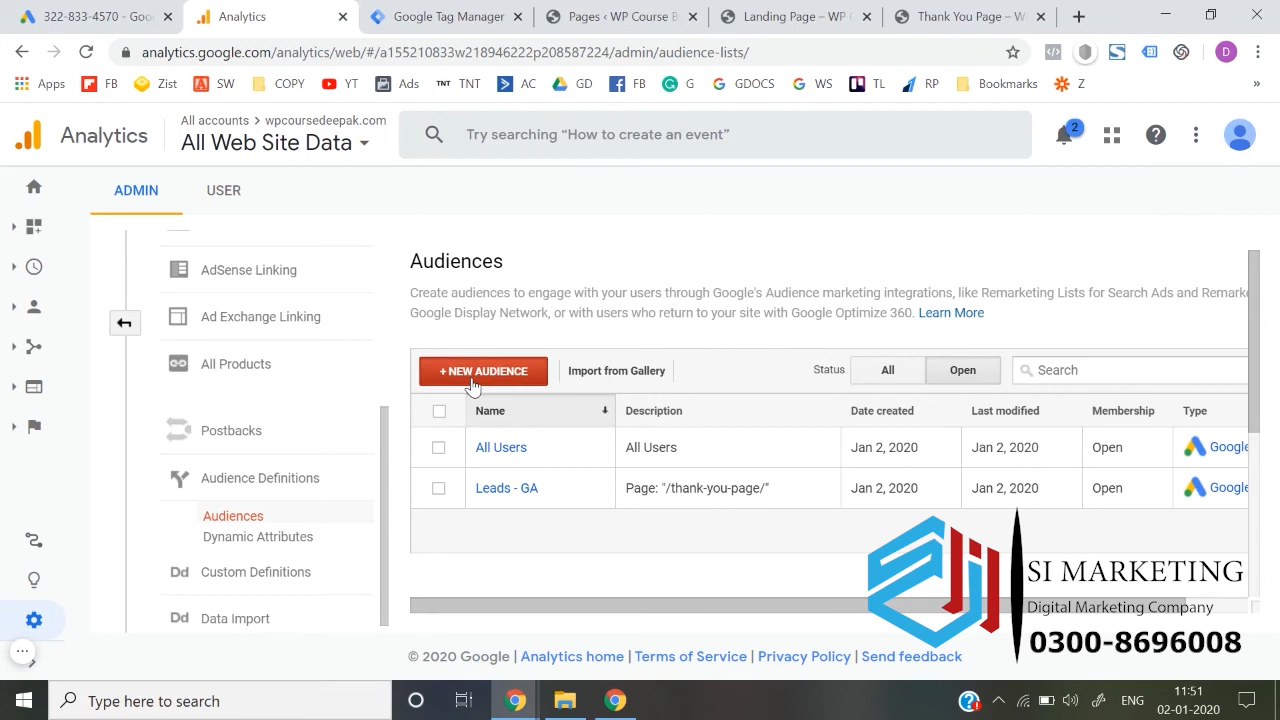 322-833-4570 - Goo
Analytics
Google Tag Manager
Pages ‹ WP Course B
Landing Page – WP C
Thank You Page – W
analytics.google.com/analytics/web/#/a155210833w218946222p208587224/admin/audience-lists/
D
Apps FB Zist SW COPY YT Ads TNT TNT AC GD FB G GDOCS WS TL RP Bookmarks Z »
Analytics
All accounts > wpcoursedeepak.com
All Web Site Data
Try searching “How to create an event”
2
ADMIN USER
AdSense Linking
Ad Exchange Linking
All Products
Postbacks
Audience Definitions
Audiences
Dynamic Attributes
Dd Custom Definitions
Dd Data Import
Audiences
Create audiences to engage with your users through Google's Audience marketing integrations, like Remarketing Lists for Search Ads and Remarke
Google Display Network, or with users who return to your site with Google Optimize 360. Learn More
+ NEW AUDIENCE Import from Gallery Status All Open Search
Name Description Date created Last modified Membership Type
All Users All Users Jan 2, 2020 Jan 2, 2020 Open Google
Leads - GA Page: "/thank-you-page/" Jan 2, 2020 Jan 2, 2020 Open Google
SI MARKETING
Digital Marketing Company
0300-8696008
© 2020 Google | Analytics home | Terms of Service | Privacy Policy | Send feedback
Type here to search
ENG
11:51
02-01-2020